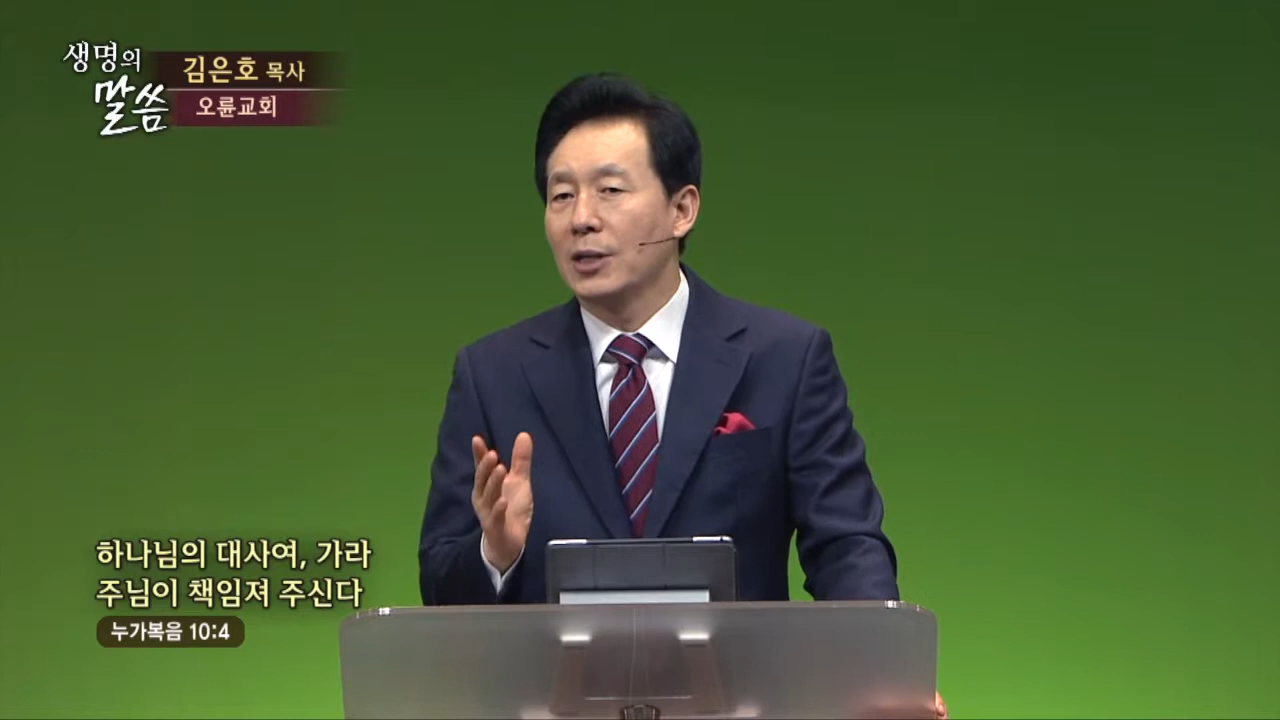 생명의
말씀
김은호 목사
오륜교회
하나님의 대사여, 가라
주님이 책임져 주신다
누가복음 10:4